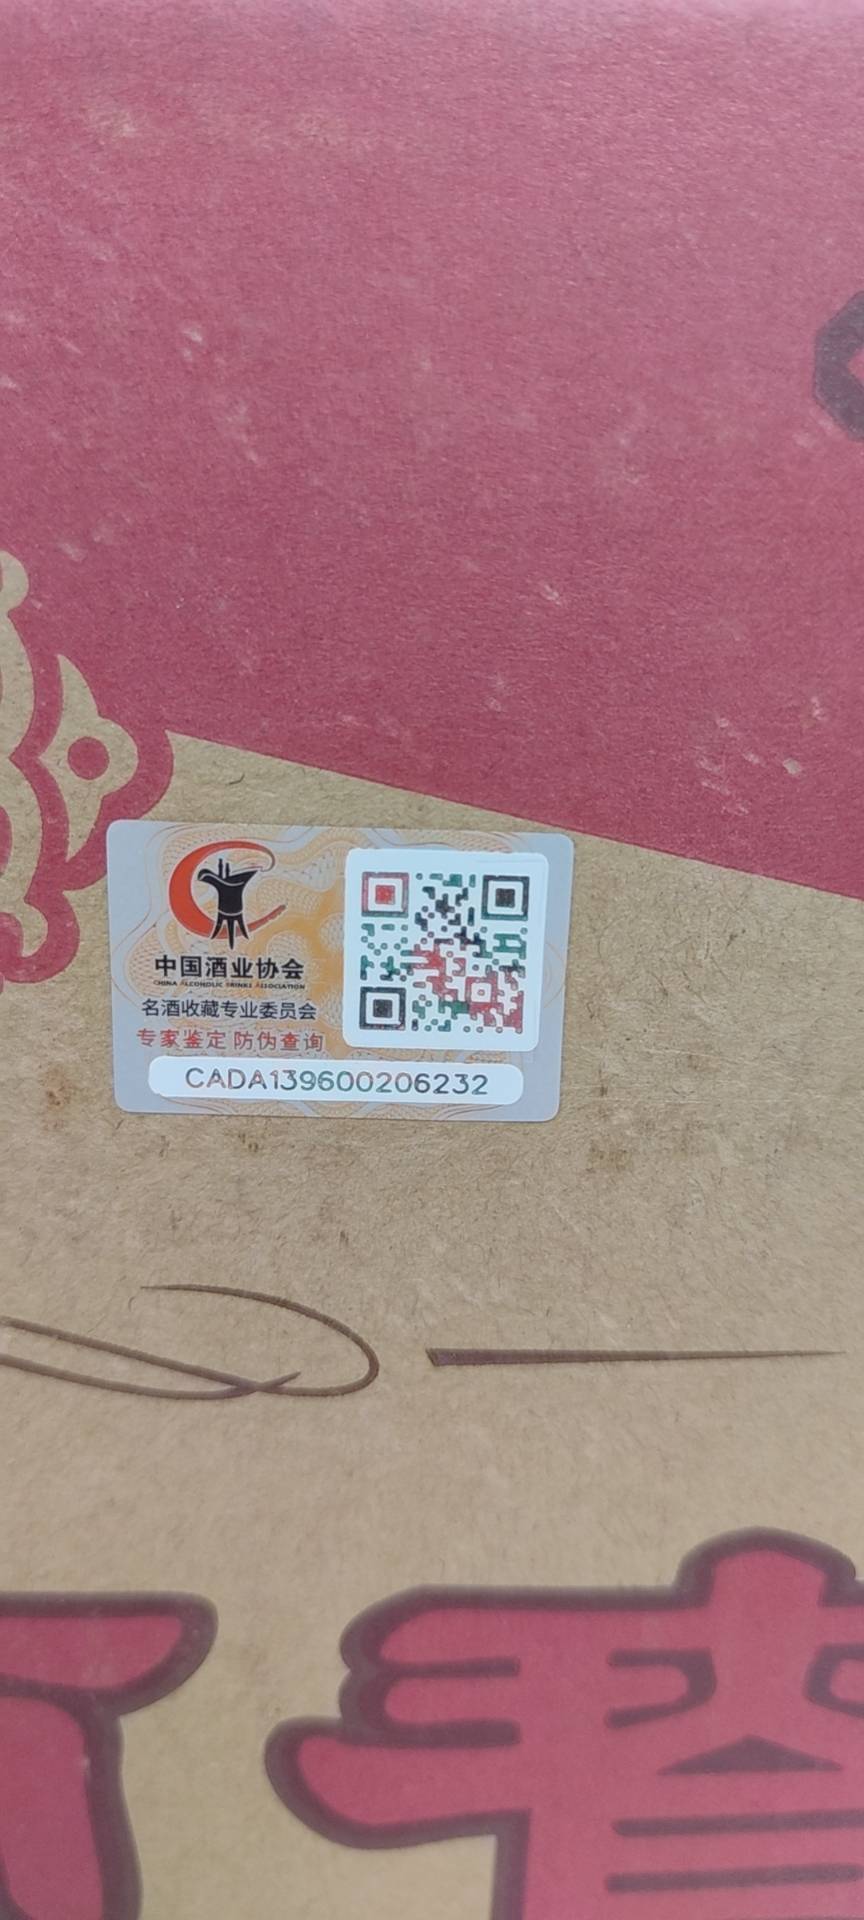 中国酒业协会
CHINA ALCOHOLIC DRINKS ASSOCIATION
名酒收藏专业委员会
专家鉴定 防伪查询
CADA139600206232